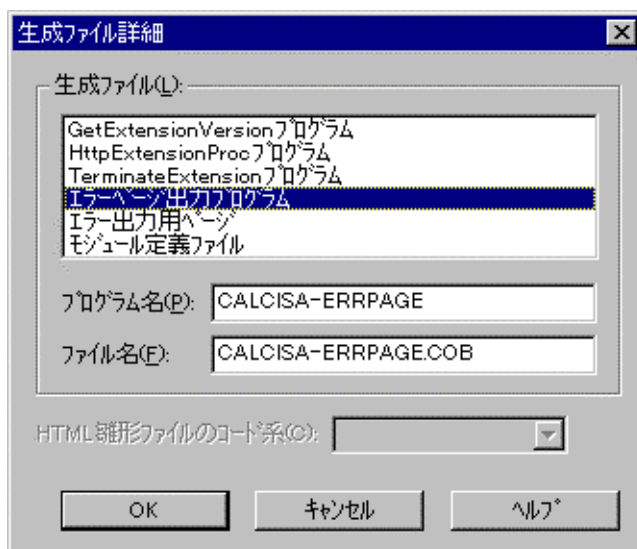 生成ファイル詳細
生成ファイル(L):
GetExtensionVersionプログラム
HttpExtensionProcプログラム
TerminateExtensionプログラム
エラーページ出力プログラム
エラー出力用ページ
モジュール定義ファイル
プログラム名(P): CALCISA-ERRPAGE
ファイル名(F): CALCISA-ERRPAGE.COB
HTML雛形ファイルのコード系(C):
OK キャンセル ヘルプ